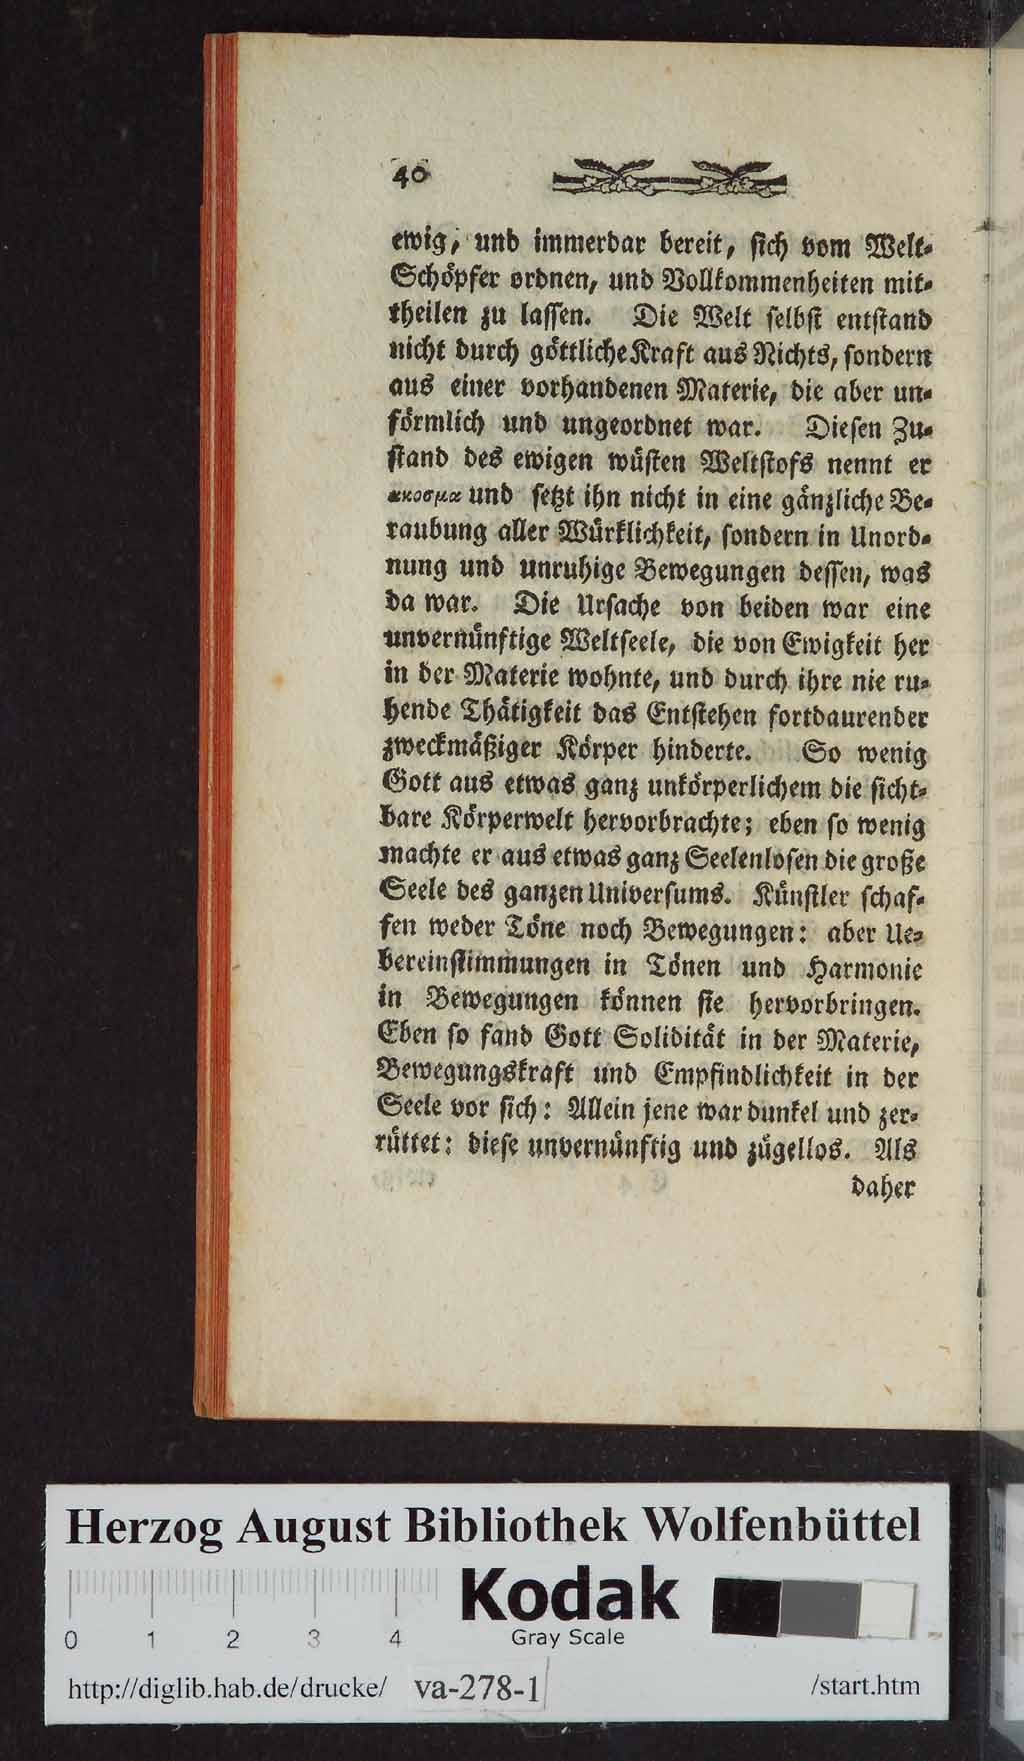 40
ewig, und immerdar bereit, ſich vom Welt-
Schöpfer ordnen, und Vollkommenheiten mit-
theilen zu laſſen. Die Welt ſelbſt entſtand
nicht durch göttliche Kraft aus Nichts, ſondern
aus einer vorhandenen Materie, die aber un-
förmlich und ungeordnet war. Dieſen Zu-
ſtand des ewigen wüſten Weltſtofs nennt er
ακοσμα und ſetzt ihn nicht in eine gänzliche Be-
raubung aller Würklichkeit, ſondern in Unord-
nung und unruhige Bewegungen deſſen, was
da war. Die Urſache von beiden war eine
unvernünftige Weltſeele, die von Ewigkeit her
in der Materie wohnte, und durch ihre nie ru-
hende Thätigkeit das Entſtehen fortdaurender
zweckmäßiger Körper hinderte. So wenig
Gott aus etwas ganz unkörperlichem die ſicht-
bare Körperwelt hervorbrachte; eben ſo wenig
machte er aus etwas ganz Seelenloſen die große
Seele des ganzen Univerſums. Künſtler ſchaf-
fen weder Töne noch Bewegungen: aber Ue-
bereinſtimmungen in Tönen und Harmonie
in Bewegungen können ſie hervorbringen.
Eben ſo fand Gott Solidität in der Materie,
Bewegungskraft und Empfindlichkeit in der
Seele vor ſich: Allein jene war dunkel und zer-
rüttet: dieſe unvernünftig und zügellos. Als
daher
Herzog August Bibliothek Wolfenbüttel
Kodak
0 1 2 3 4 Gray Scale
http://diglib.hab.de/drucke/ va-278-1 /start.htm